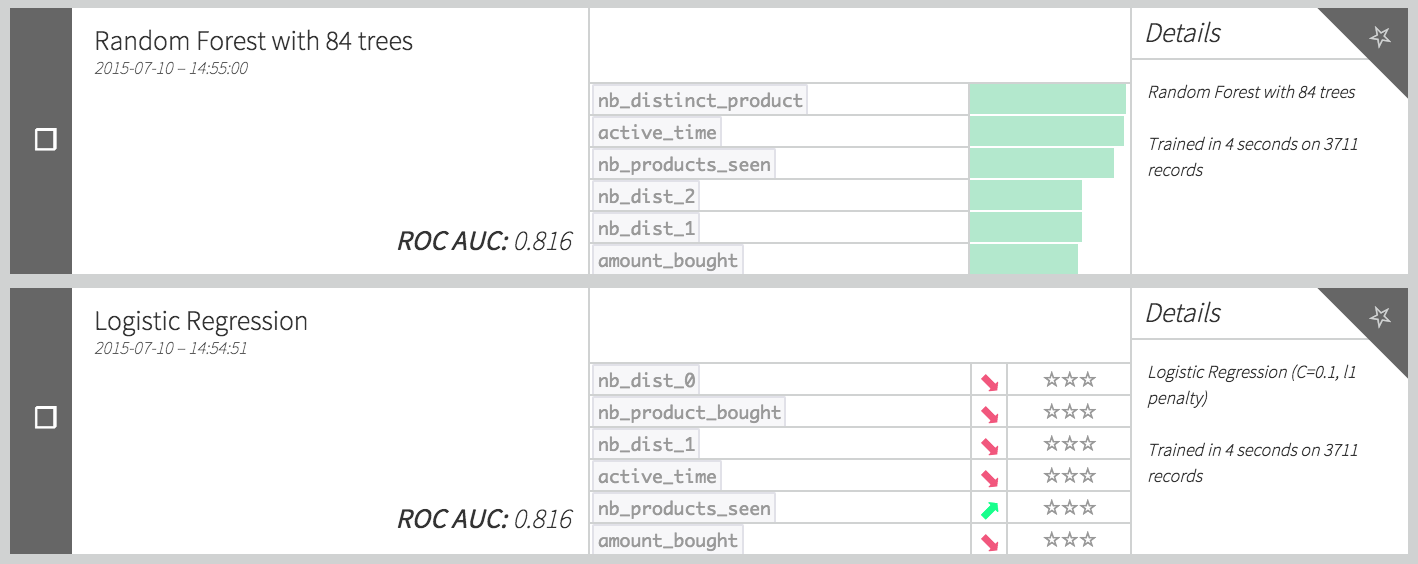 Random Forest with 84 trees
2015-07-10 – 14:55:00
ROC AUC: 0.816
nb_distinct_product
active_time
nb_products_seen
nb_dist_2
nb_dist_1
amount_bought
Details
Random Forest with 84 trees
Trained in 4 seconds on 3711
records
Logistic Regression
2015-07-10 – 14:54:51
ROC AUC: 0.816
nb_dist_0
nb_product_bought
nb_dist_1
active_time
nb_products_seen
amount_bought
Details
Logistic Regression (C=0.1, l1
penalty)
Trained in 4 seconds on 3711
records